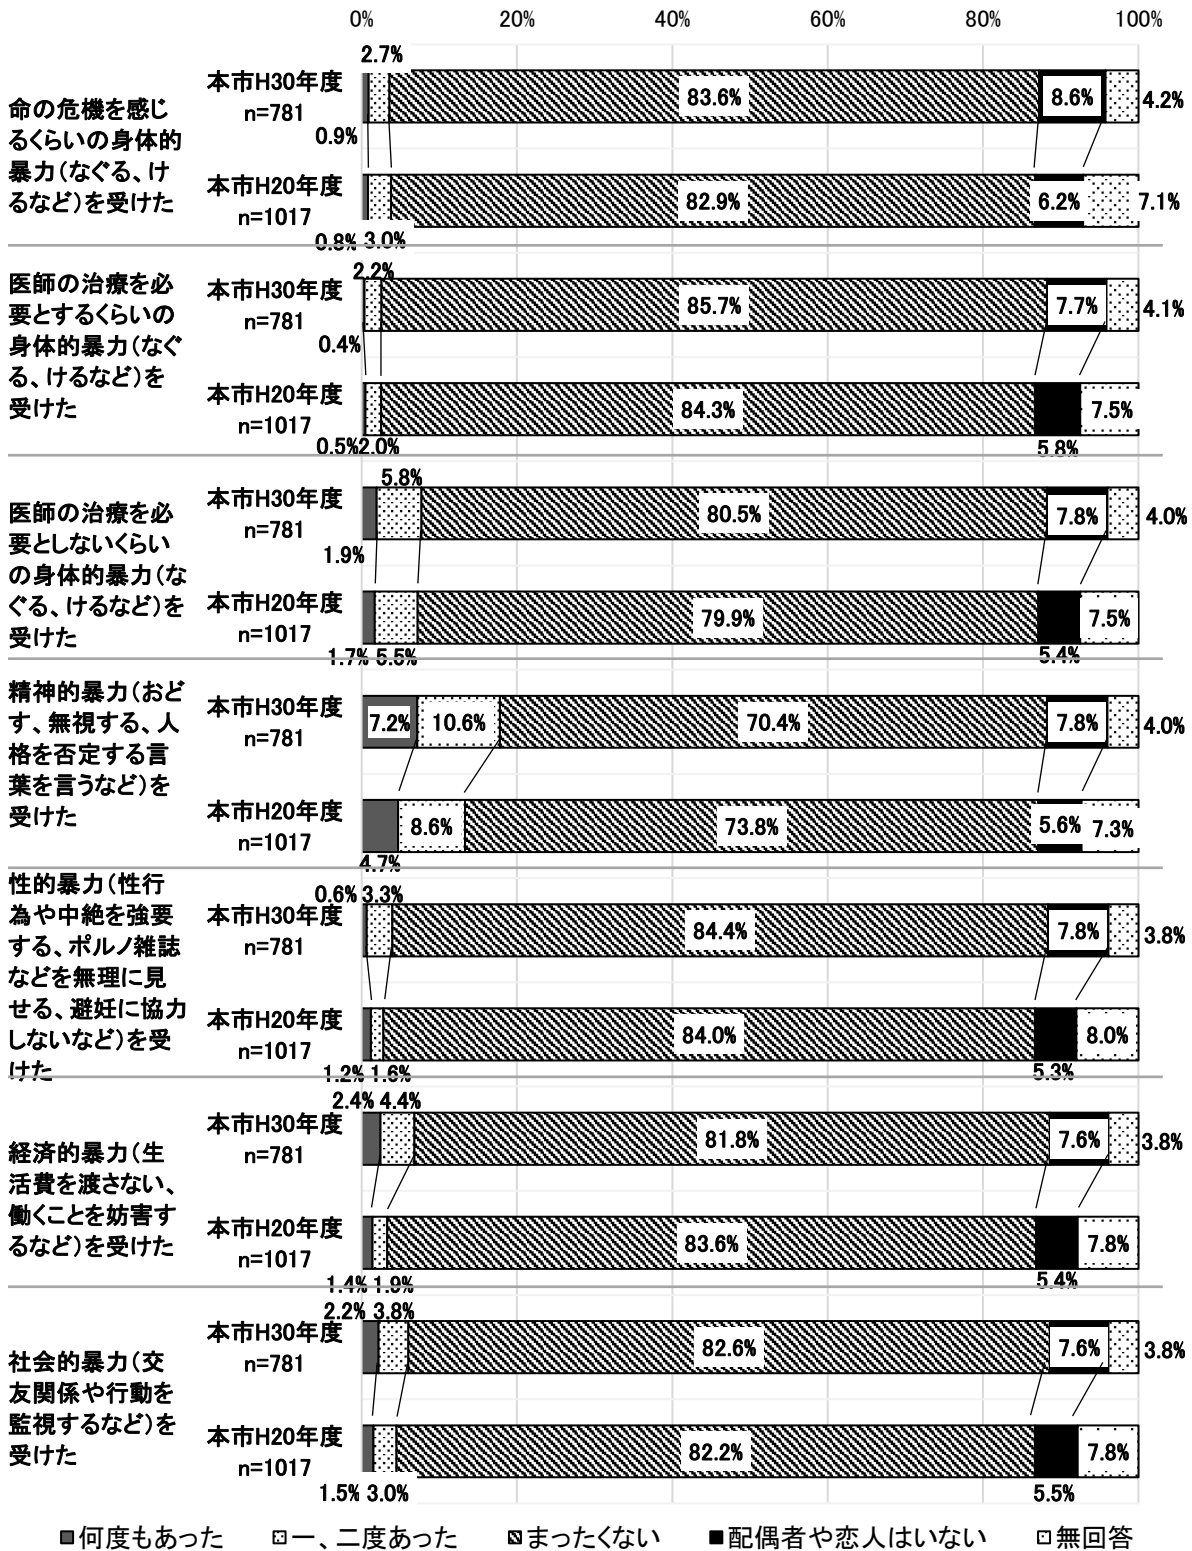 0%
20%
40%
60%
80%
100%
命の危機を感じ
るくらいの身体的
暴力（なぐる、け
るなど）を受けた
本市H30年度
n=781
0.9%
2.7%
83.6%
8.6%
4.2%
本市H20年度
n=1017
0.8%
3.0%
82.9%
6.2%
7.1%
医師の治療を必
要とするくらいの
身体的暴力（なぐ
る、けるなど）を
受けた
本市H30年度
n=781
0.4%
2.2%
85.7%
7.7%
4.1%
本市H20年度
n=1017
0.5%
2.0%
84.3%
5.8%
7.5%
医師の治療を必
要としないくらい
の身体的暴力（な
ぐる、けるなど）を
受けた
本市H30年度
n=781
1.9%
5.8%
80.5%
7.8%
4.0%
本市H20年度
n=1017
1.7%
5.5%
79.9%
5.4%
7.5%
精神的暴力（おど
す、無視する、人
格を否定する言
葉を言うなど）を
受けた
本市H30年度
n=781
7.2%
10.6%
70.4%
7.8%
4.0%
本市H20年度
n=1017
4.7%
8.6%
73.8%
5.6%
7.3%
性的暴力（性行
為や中絶を強要
する、ポルノ雑誌
などを無理に見
せる、避妊に協力
しないなど）を受
けた
本市H30年度
n=781
0.6%
3.3%
84.4%
7.8%
3.8%
本市H20年度
n=1017
1.2%
1.6%
84.0%
5.3%
8.0%
経済的暴力（生
活費を渡さない、
働くことを妨害す
るなど）を受けた
本市H30年度
n=781
2.4%
4.4%
81.8%
7.6%
3.8%
本市H20年度
n=1017
1.4%
1.9%
83.6%
5.4%
7.8%
社会的暴力（交
友関係や行動を
監視するなど）を
受けた
本市H30年度
n=781
2.2%
3.8%
82.6%
7.6%
3.8%
本市H20年度
n=1017
1.5%
3.0%
82.2%
5.5%
7.8%
何度もあった
一、二度あった
まったくない
配偶者や恋人はいない
無回答